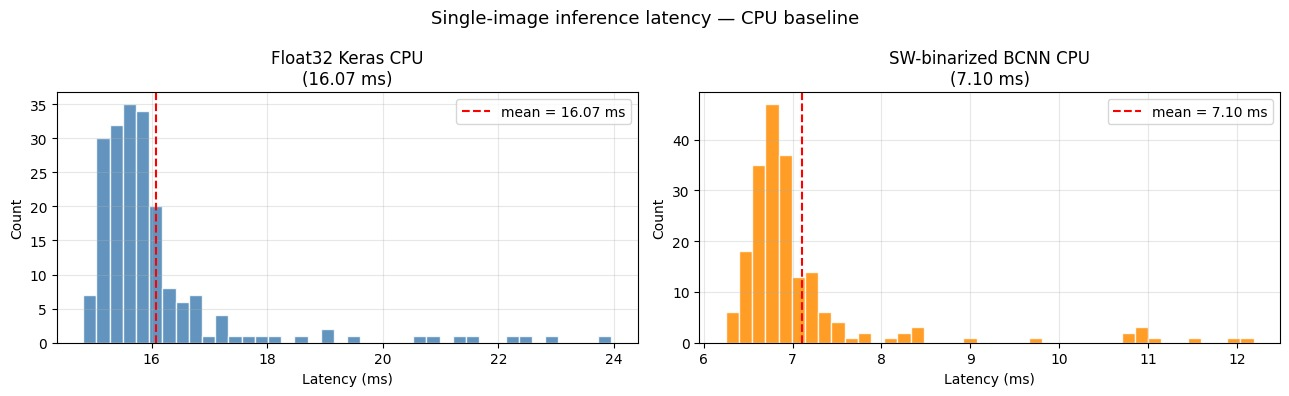 Single-image inference latency — CPU baseline
Float32 Keras CPU
(16.07 ms)
mean = 16.07 ms
Count
35
30
25
20
15
10
5
0
16
18
20
22
24
Latency (ms)
SW-binarized BCNN CPU
(7.10 ms)
mean = 7.10 ms
Count
40
30
20
10
0
6
7
8
9
10
11
12
Latency (ms)